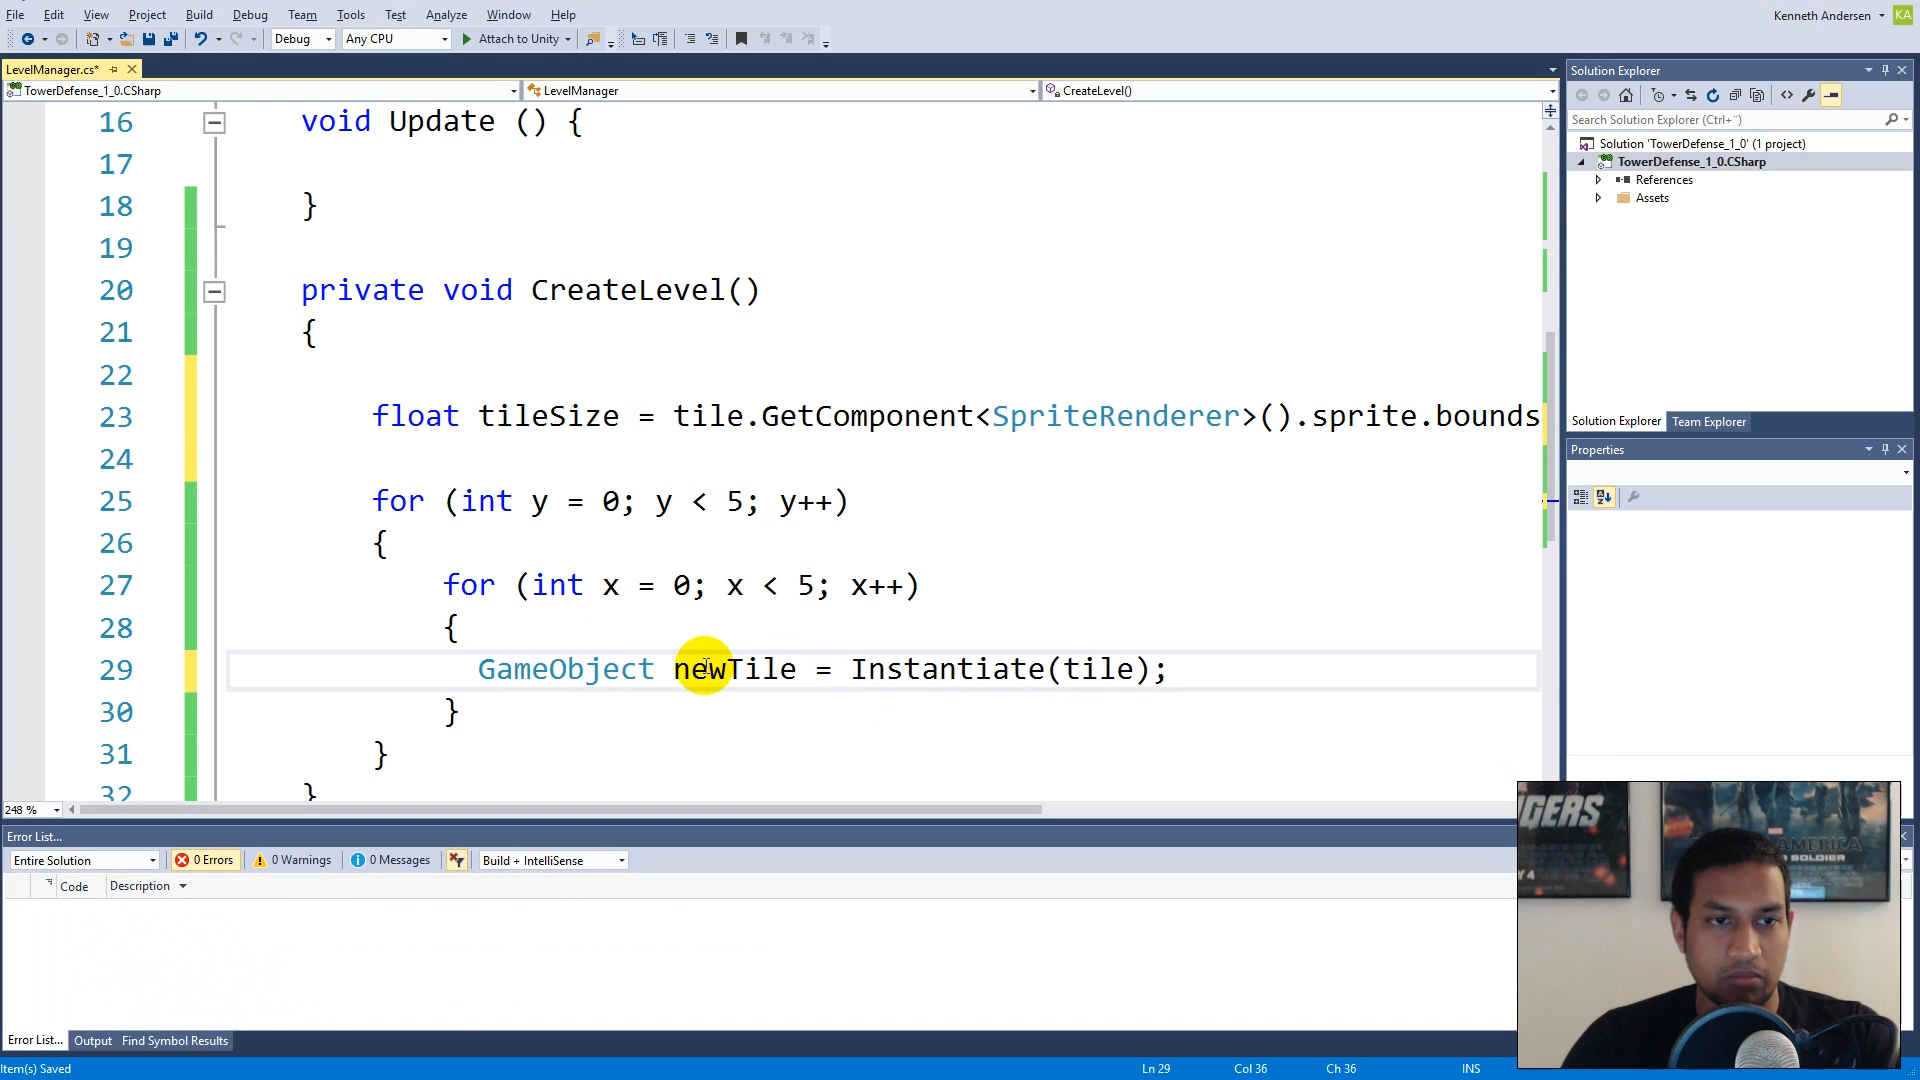 File Edit View Project Build Debug Team Tools Test Analyze Window Help
Kenneth Andersen KA
Debug Any CPU Attach to Unity
LevelManager.cs*
TowerDefense_1_0.CSharp LevelManager CreateLevel()
16 void Update () {
17
18 }
19
20 private void CreateLevel()
21 {
22
23 float tileSize = tile.GetComponent<SpriteRenderer>().sprite.bounds
24
25 for (int y = 0; y < 5; y++)
26 {
27 for (int x = 0; x < 5; x++)
28 {
29 GameObject newTile = Instantiate(tile);
30 }
31 }
32 }
248 %
Solution Explorer
Search Solution Explorer (Ctrl+¨)
Solution 'TowerDefense_1_0' (1 project)
TowerDefense_1_0.CSharp
References
Assets
Solution Explorer Team Explorer
Properties
Error List...
Entire Solution 0 Errors 0 Warnings 0 Messages Build + IntelliSense
Code Description
Error List... Output Find Symbol Results
Item(s) Saved Ln 29 Col 36 Ch 36 INS
NGERS
Y 4
AMERICA
R SOLDIER